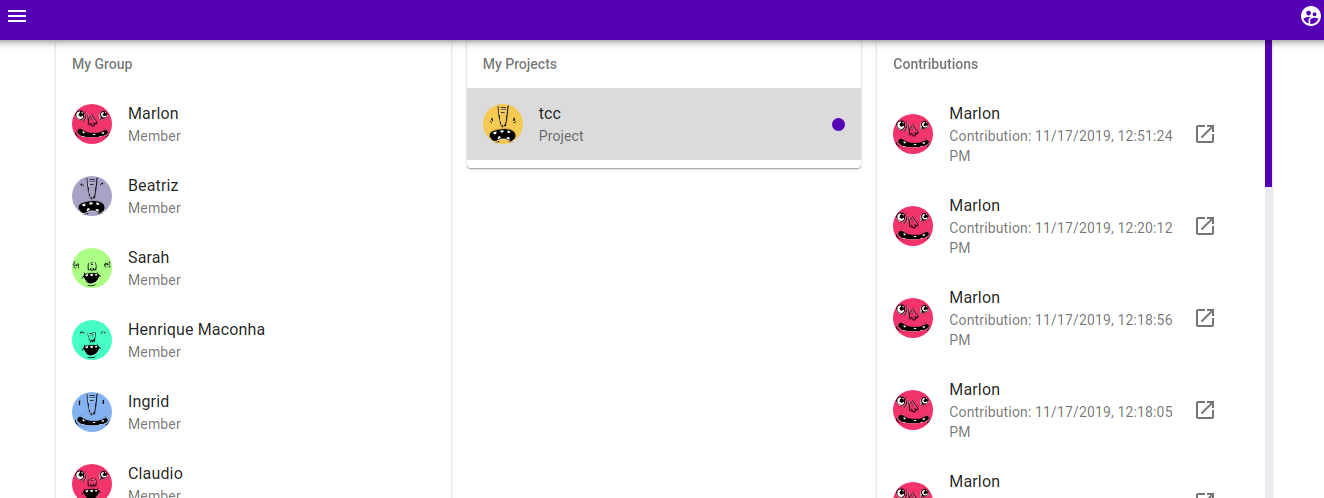 My Group
Marlon
Member
Beatriz
Member
Sarah
Member
Henrique Maconha
Member
Ingrid
Member
Claudio
Member
My Projects
tcc
Project
Contributions
Marlon
Contribution: 11/17/2019, 12:51:24
PM
Marlon
Contribution: 11/17/2019, 12:20:12
PM
Marlon
Contribution: 11/17/2019, 12:18:56
PM
Marlon
Contribution: 11/17/2019, 12:18:05
PM
Marlon